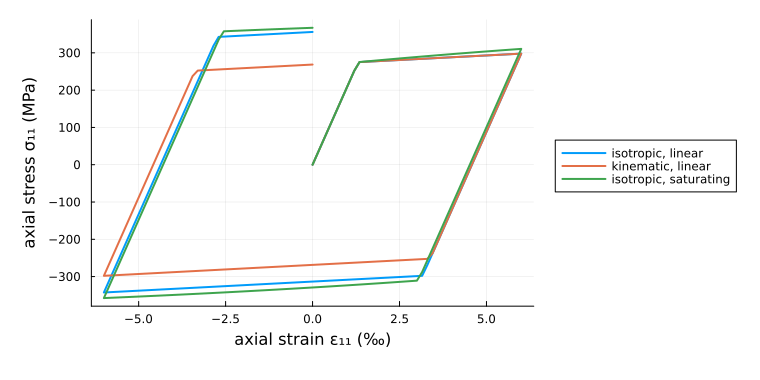 300
200
100
0
−100
−200
−300
axial stress σ₁₁ (MPa)
−5.0
−2.5
0.0
2.5
5.0
axial strain ε₁₁ (‰)
isotropic, linear
kinematic, linear
isotropic, saturating